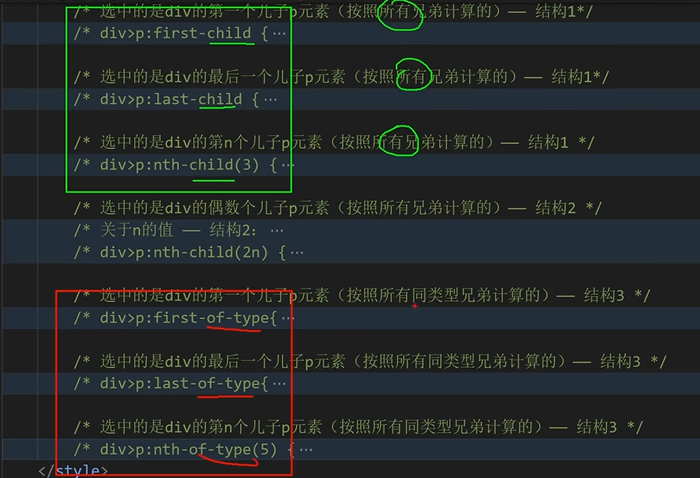 /* 选中的是div的第一个儿子p元素（按照所有兄弟计算的）—— 结构1*/
/* div>p:first-child {…
/* 选中的是div的最后一个儿子p元素（按照所有兄弟计算的）—— 结构1*/
/* div>p:last-child {…
/* 选中的是div的第n个儿子p元素（按照所有兄弟计算的）—— 结构1 */
/* div>p:nth-child(3) {…
/* 选中的是div的偶数个儿子p元素（按照所有兄弟计算的）—— 结构2 */
/* 关于n的值 —— 结构2：…
/* div>p:nth-child(2n) {…
/* 选中的是div的第一个儿子p元素（按照所有同类型兄弟计算的）—— 结构3 */
/* div>p:first-of-type{…
/* 选中的是div的最后一个儿子p元素（按照所有同类型兄弟计算的）—— 结构3 */
/* div>p:last-of-type{…
/* 选中的是div的第n个儿子p元素（按照所有同类型兄弟计算的）—— 结构3 */
/* div>p:nth-of-type(5) {…
</style>